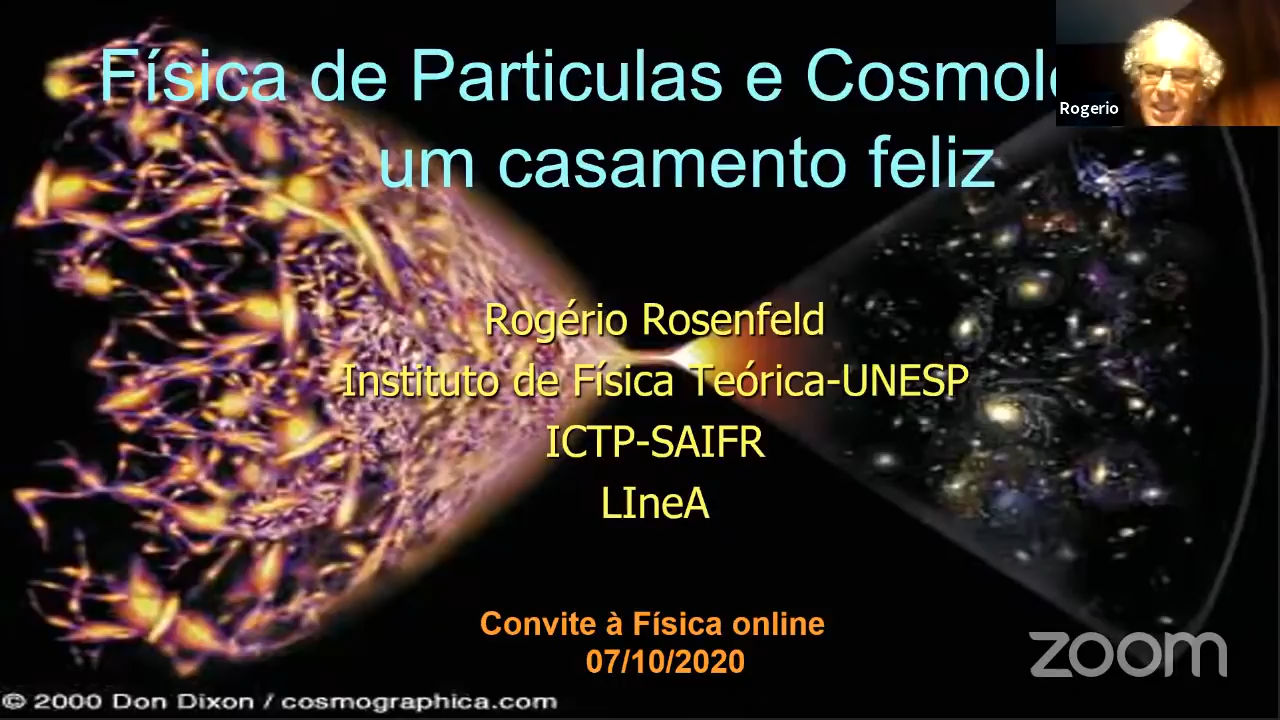 Física de Particulas e Cosmol
um casamento feliz
Rogerio
Rogério Rosenfeld
Instituto de Física Teórica-UNESP
ICTP-SAIFR
LIneA
Convite à Física online
07/10/2020
zoom
© 2000 Don Dixon / cosmographica.com